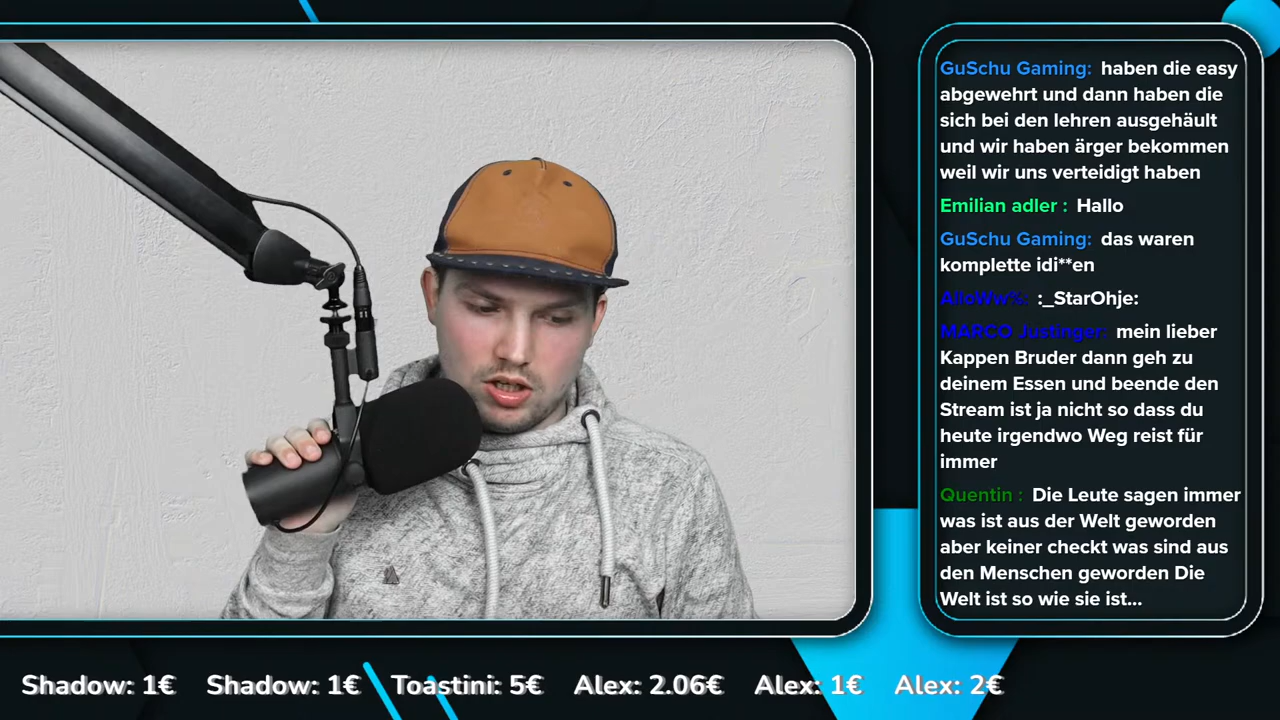 GuSchu Gaming: haben die easy
abgewehrt und dann haben die
sich bei den lehren ausgehäult
und wir haben ärger bekommen
weil wir uns verteidigt haben
Emilian adler : Hallo
GuSchu Gaming: das waren
komplette idi**en
AlloWw%: :_StarOhje:
MARCO Justinger: mein lieber
Kappen Bruder dann geh zu
deinem Essen und beende den
Stream ist ja nicht so dass du
heute irgendwo Weg reist für
immer
Quentin : Die Leute sagen immer
was ist aus der Welt geworden
aber keiner checkt was sind aus
den Menschen geworden Die
Welt ist so wie sie ist...
Shadow: 1€ Shadow: 1€ Toastini: 5€ Alex: 2.06€ Alex: 1€ Alex: 2€